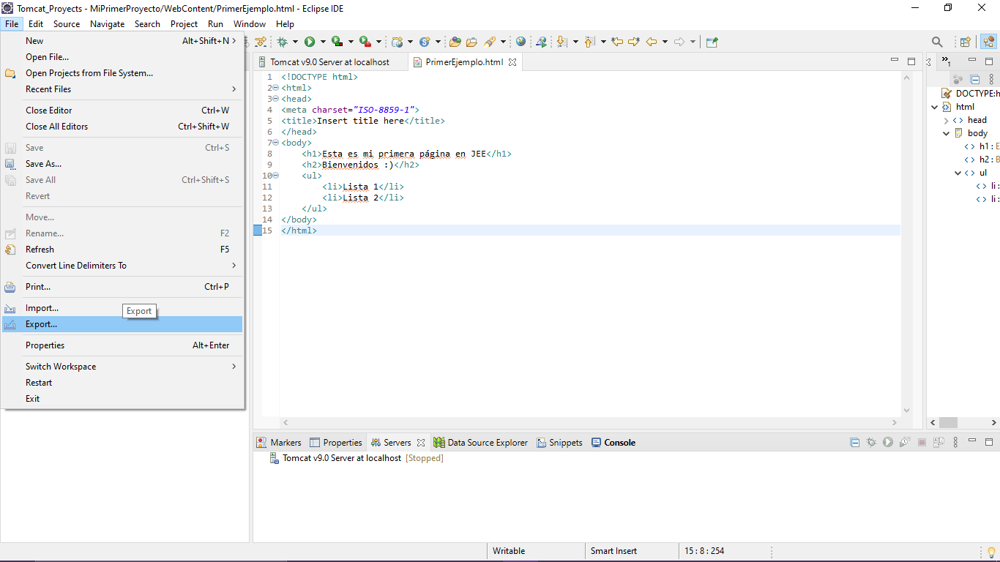 Tomcat_Proyects - MiPrimerProyecto/WebContent/PrimerEjemplo.html - Eclipse IDE
File Edit Source Navigate Search Project Run Window Help
New Alt+Shift+N
Open File...
Open Projects from File System...
Recent Files
Close Editor Ctrl+W
Close All Editors Ctrl+Shift+W
Save Ctrl+S
Save As...
Save All Ctrl+Shift+S
Revert
Move...
Rename... F2
Refresh F5
Convert Line Delimiters To
Print... Ctrl+P
Import...
Export
Export...
Properties Alt+Enter
Switch Workspace
Restart
Exit
Tomcat v9.0 Server at localhost PrimerEjemplo.html
1 <!DOCTYPE html>
2 <html>
3 <head>
4 <meta charset="ISO-8859-1">
5 <title>Insert title here</title>
6 </head>
7 <body>
8 <h1>Esta es mi primera página en JEE</h1>
9 <h2>Bienvenidos :)</h2>
10 <ul>
11 <li>Lista 1</li>
12 <li>Lista 2</li>
13 </ul>
14 </body>
15 </html>
»1
DOCTYPE:h
html
head
body
h1 : E
h2 : B
ul
li :
li :
Markers Properties Servers Data Source Explorer Snippets Console
Tomcat v9.0 Server at localhost [Stopped]
Writable Smart Insert 15 : 8 : 254